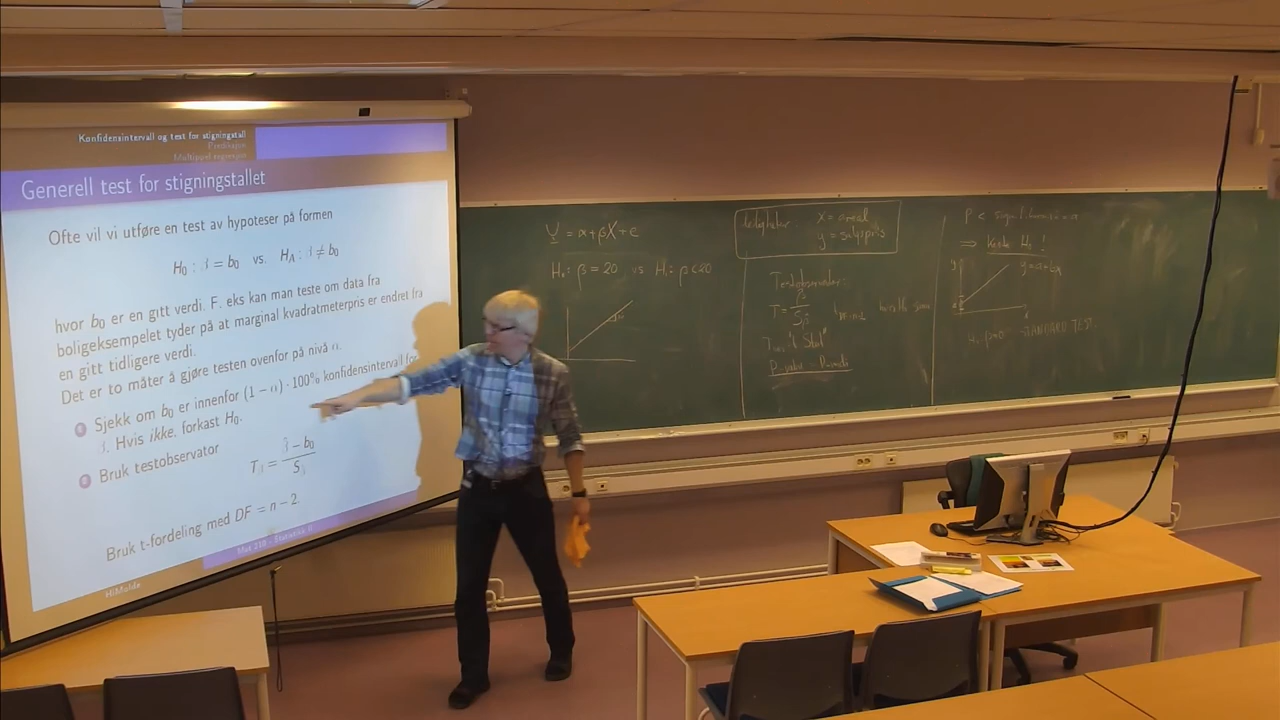 Konfidensintervall og test for stigningstall
Prediksjon
Multippel regresjon
Generell test for stigningstallet
Ofte vil vi utføre en test av hypoteser på formen
H₀ : β = b₀ vs. H_A : β ≠ b₀
hvor b₀ er en gitt verdi. F. eks kan man teste om data fra
boligeksempelet tyder på at marginal kvadratmeterpris er endret fra
en gitt tidligere verdi.
Det er to måter å gjøre testen ovenfor på nivå α.
Sjekk om b₀ er innenfor (1 − α) · 100% konfidensintervall for
β. Hvis ikke, forkast H₀.
Bruk testobservator
T_β = (β̂ − b₀) / S_β
Bruk t-fordeling med DF = n − 2.
HiMolde
Statistikk II
Y = α + βX + e
H₀: β = 20 vs H₁: β < 20
x = areal
y = salgspris
Testobservator:
T = β̂ / S_β
"t Stat"
P < α
⇒ H₀ !
STANDARD TEST.